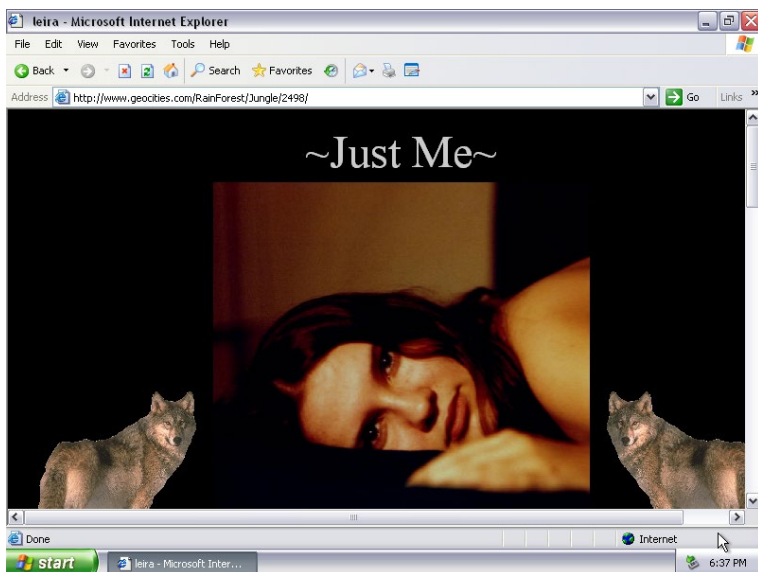 leira - Microsoft Internet Explorer
File Edit View Favorites Tools Help
Back Search Favorites
Address http://www.geocities.com/RainForest/Jungle/2498/ Go Links »
~Just Me~
Done Internet
start leira - Microsoft Inter... 6:37 PM